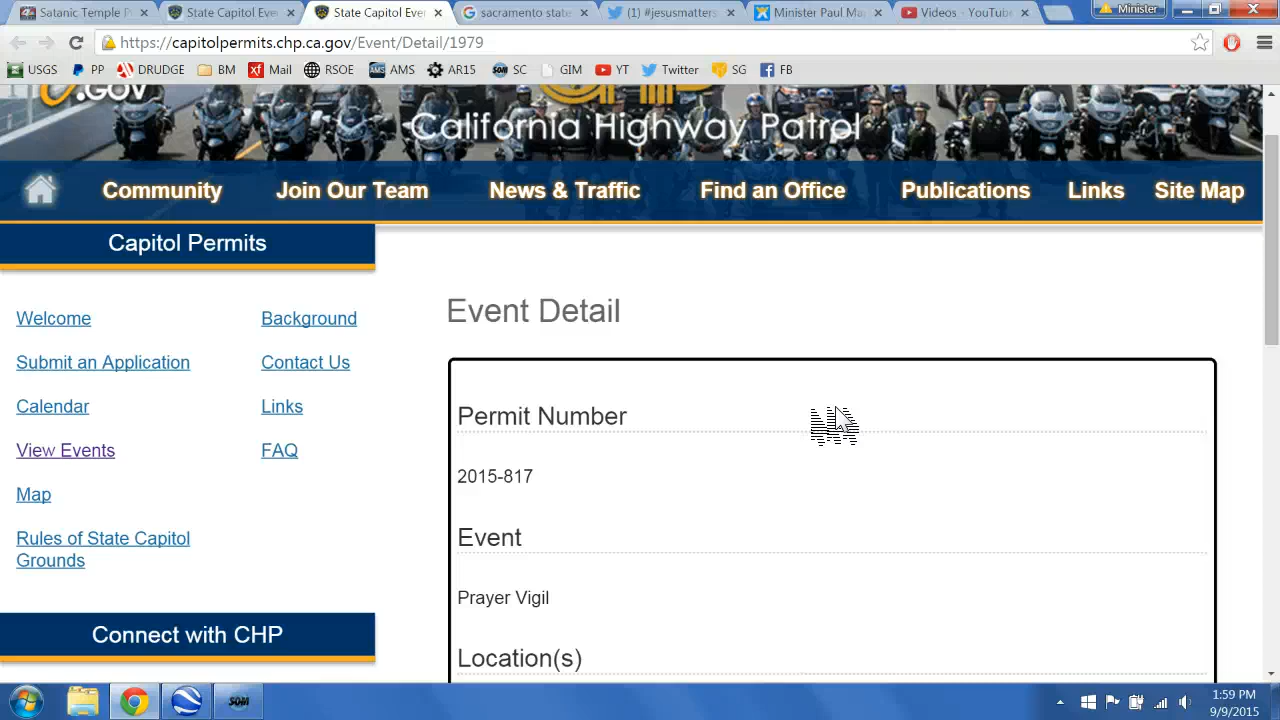 Satanic Temple P
State Capitol Eve
State Capitol Eve
sacramento state
(1) #jesusmatters
Minister Paul Ma
Videos - YouTube
Minister
https://capitolpermits.chp.ca.gov/Event/Detail/1979
USGS PP DRUDGE BM Mail RSOE AMS AR15 SC GIM YT Twitter SG FB
e.GOV
California Highway Patrol
Community Join Our Team News & Traffic Find an Office Publications Links Site Map
Capitol Permits
Welcome Background
Submit an Application Contact Us
Calendar Links
View Events FAQ
Map
Rules of State Capitol
Grounds
Connect with CHP
Event Detail
Permit Number
2015-817
Event
Prayer Vigil
Location(s)
1:59 PM
9/9/2015